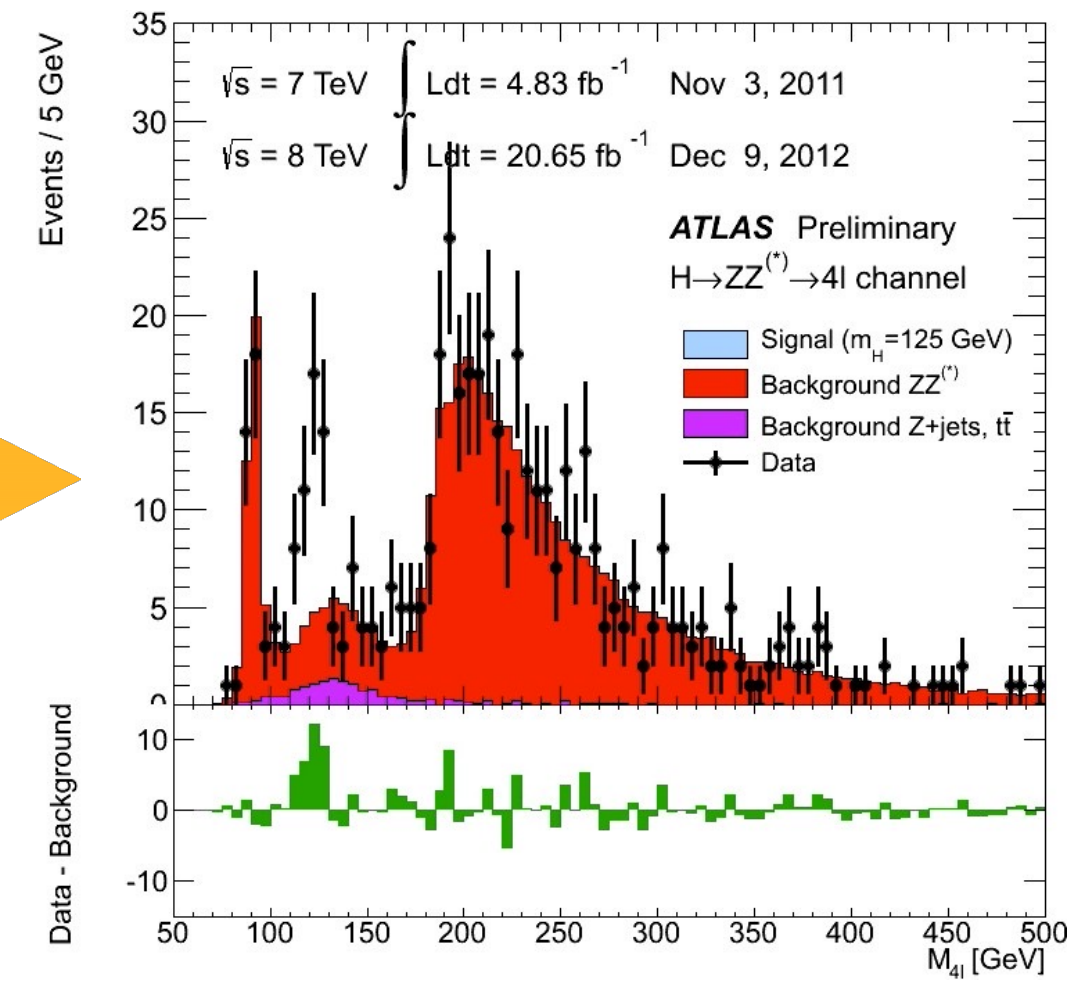 Events / 5 GeV
35
30
25
20
15
10
5
0
√s = 7 TeV ∫ Ldt = 4.83 fb⁻¹ Nov 3, 2011
√s = 8 TeV ∫ Ldt = 20.65 fb⁻¹ Dec 9, 2012
ATLAS Preliminary
H→ZZ(*)→4l channel
Signal (m_H=125 GeV)
Background ZZ(*)
Background Z+jets, tt̄
Data
Data - Background
10
0
-10
50 100 150 200 250 300 350 400 450 500
M_4l [GeV]